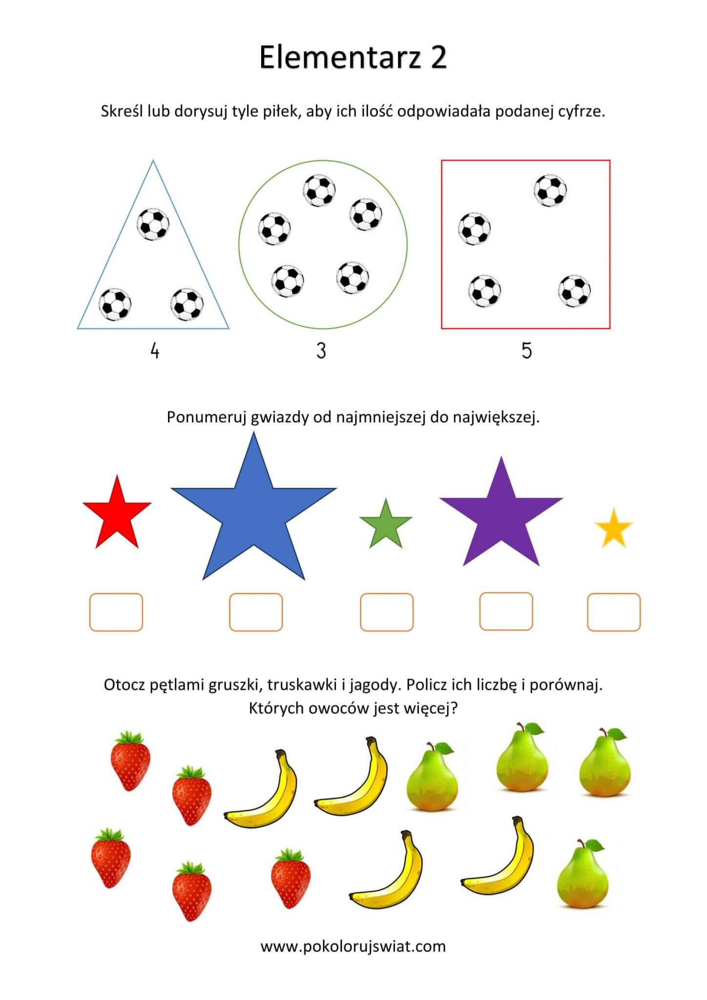 Elementarz 2
Skreśl lub dorysuj tyle piłek, aby ich ilość odpowiadała podanej cyfrze.
4 3 5
Ponumeruj gwiazdy od najmniejszej do największej.
Otocz pętlami gruszki, truskawki i jagody. Policz ich liczbę i porównaj.
Których owoców jest więcej?
www.pokolorujswiat.com